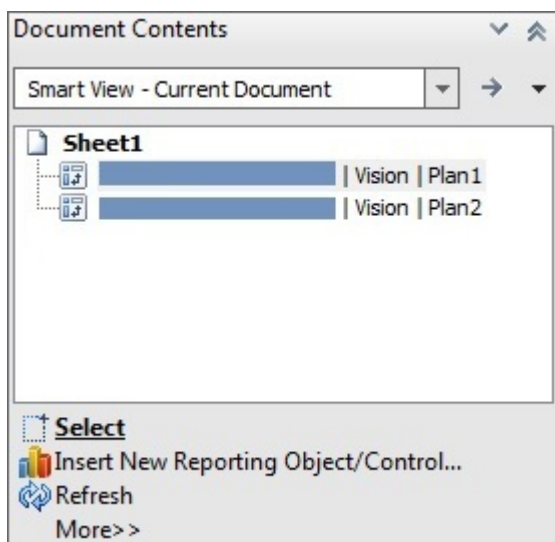 Document Contents
Smart View - Current Document
Sheet1
| Vision | Plan1
| Vision | Plan2
Select
Insert New Reporting Object/Control...
Refresh
More>>